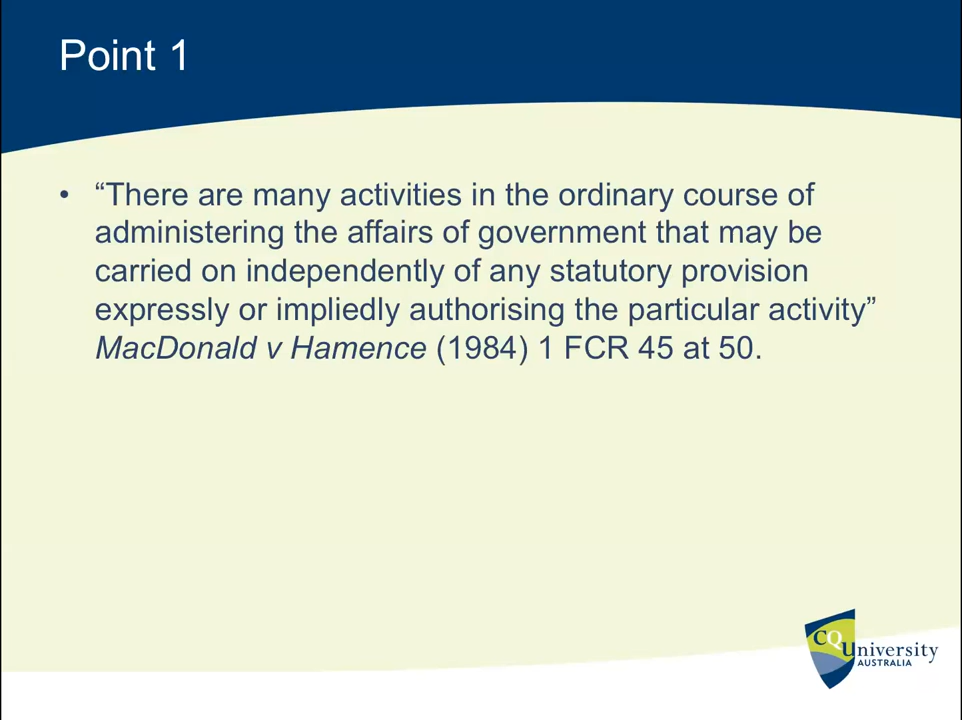 Point 1
• “There are many activities in the ordinary course of
administering the affairs of government that may be
carried on independently of any statutory provision
expressly or impliedly authorising the particular activity”
MacDonald v Hamence (1984) 1 FCR 45 at 50.
CQUniversity
AUSTRALIA